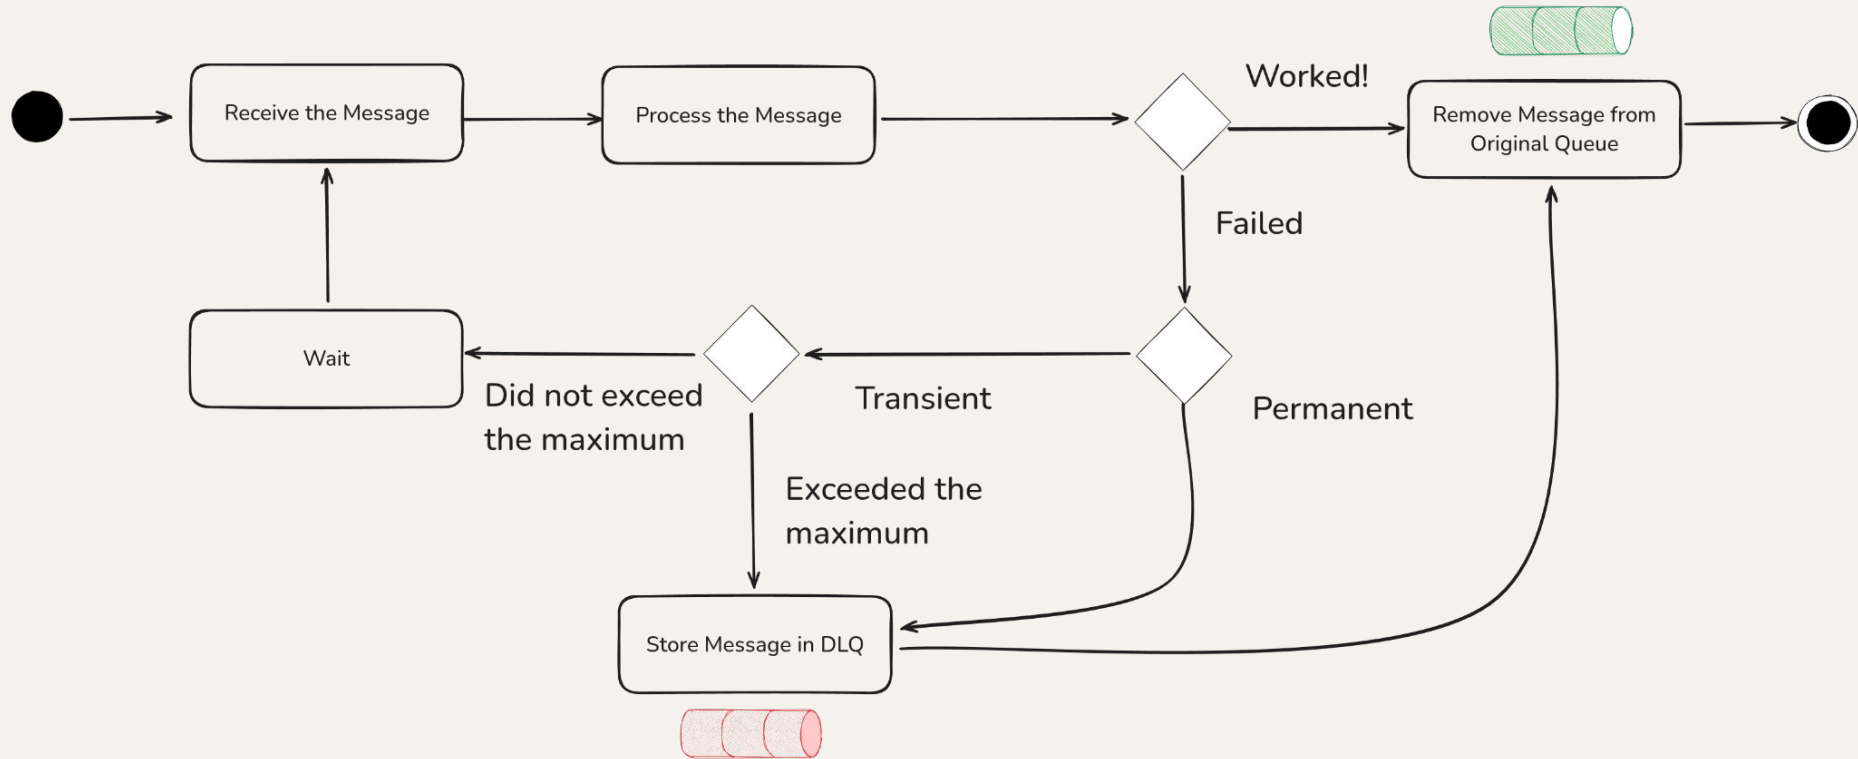 Receive the Message
Process the Message
Worked!
Remove Message from
Original Queue
Failed
Wait
Did not exceed
the maximum
Transient
Permanent
Exceeded the
maximum
Store Message in DLQ